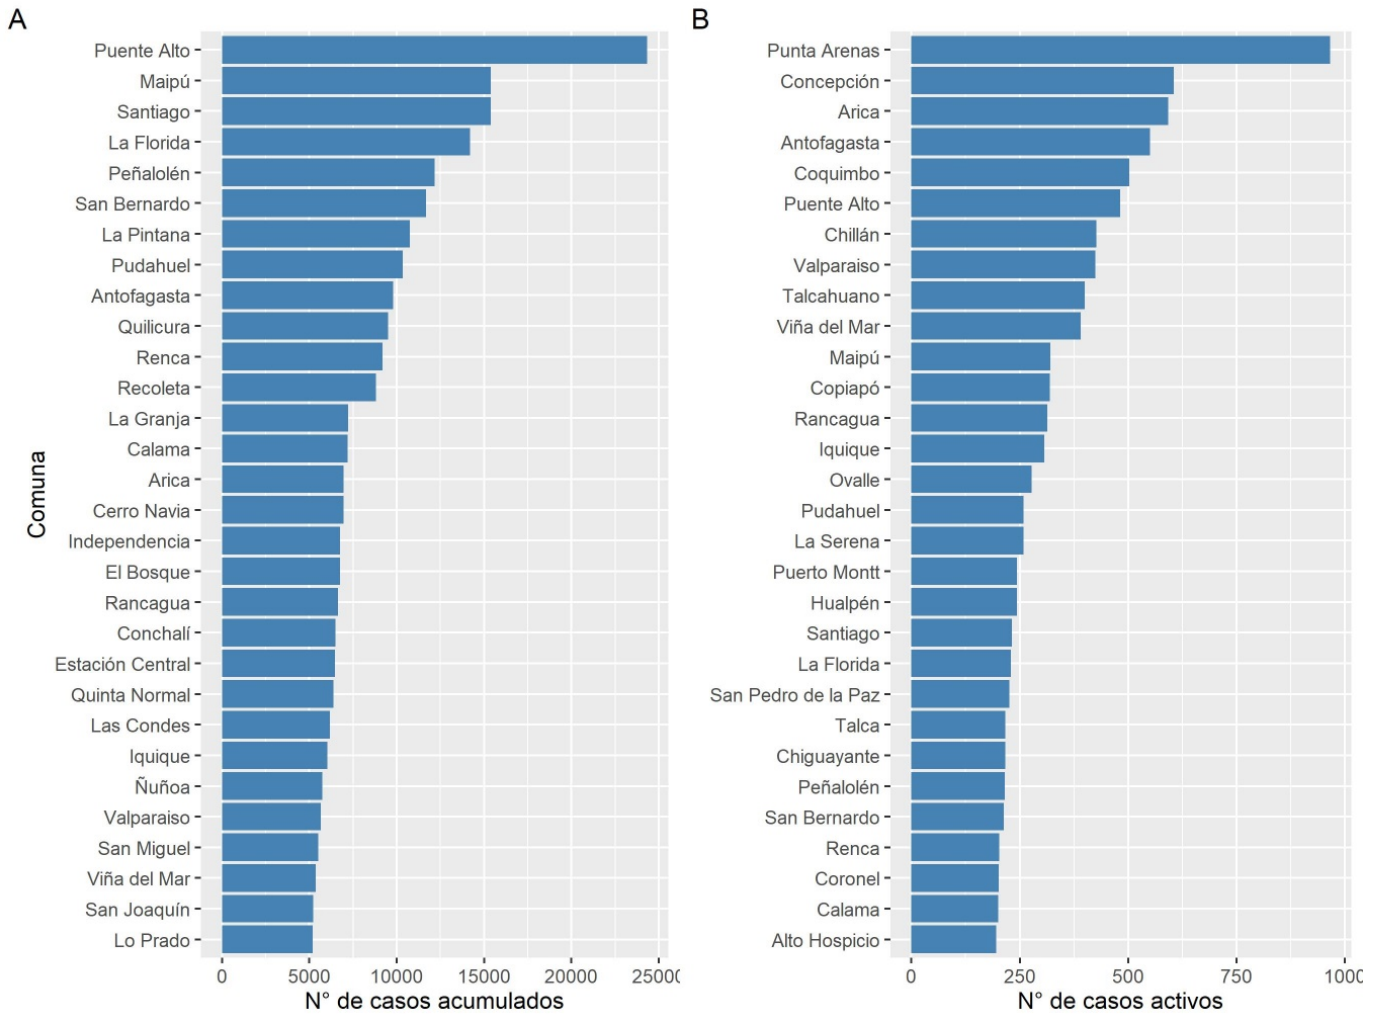 A
Comuna
Puente Alto
Maipú
Santiago
La Florida
Peñalolén
San Bernardo
La Pintana
Pudahuel
Antofagasta
Quilicura
Renca
Recoleta
La Granja
Calama
Arica
Cerro Navia
Independencia
El Bosque
Rancagua
Conchalí
Estación Central
Quinta Normal
Las Condes
Iquique
Ñuñoa
Valparaiso
San Miguel
Viña del Mar
San Joaquín
Lo Prado
0 5000 10000 15000 20000 25000
N° de casos acumulados
B
Punta Arenas
Concepción
Arica
Antofagasta
Coquimbo
Puente Alto
Chillán
Valparaiso
Talcahuano
Viña del Mar
Maipú
Copiapó
Rancagua
Iquique
Ovalle
Pudahuel
La Serena
Puerto Montt
Hualpén
Santiago
La Florida
San Pedro de la Paz
Talca
Chiguayante
Peñalolén
San Bernardo
Renca
Coronel
Calama
Alto Hospicio
0 250 500 750 1000
N° de casos activos